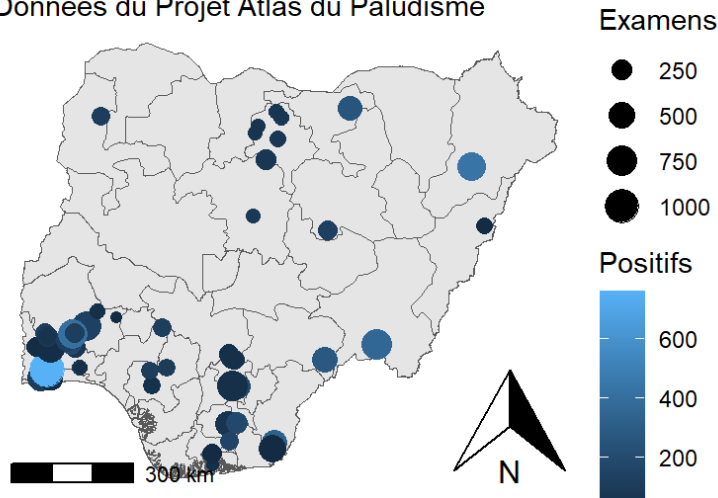 Données du Projet Atlas du Paludisme
Examens
250
500
750
1000
Positifs
600
400
200
300 km
N